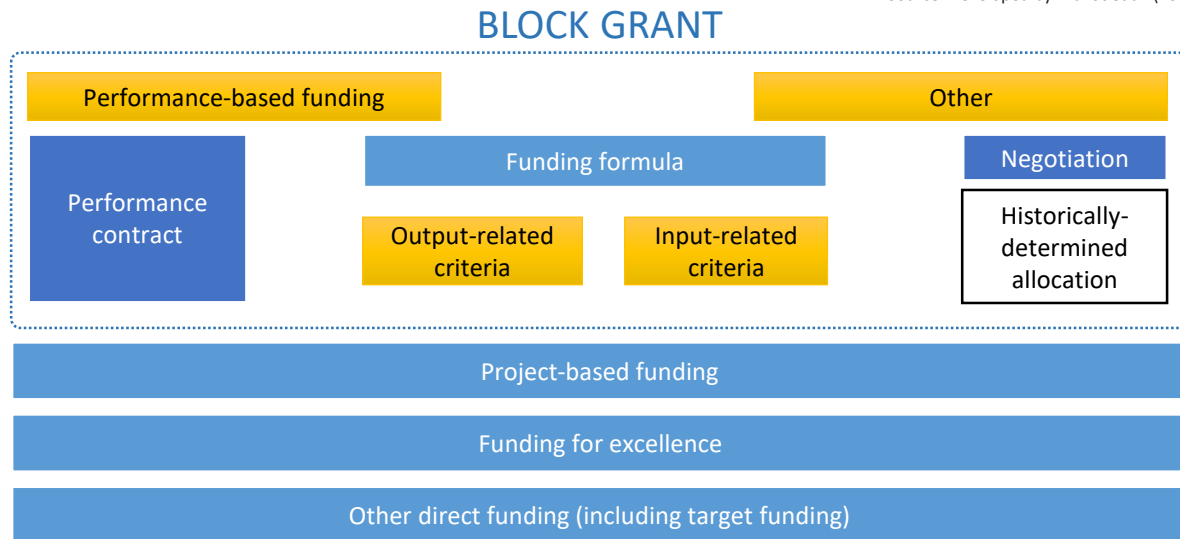 BLOCK GRANT
Performance-based funding
Other
Performance
contract
Funding formula
Negotiation
Output-related
criteria
Input-related
criteria
Historically-
determined
allocation
Project-based funding
Funding for excellence
Other direct funding (including target funding)